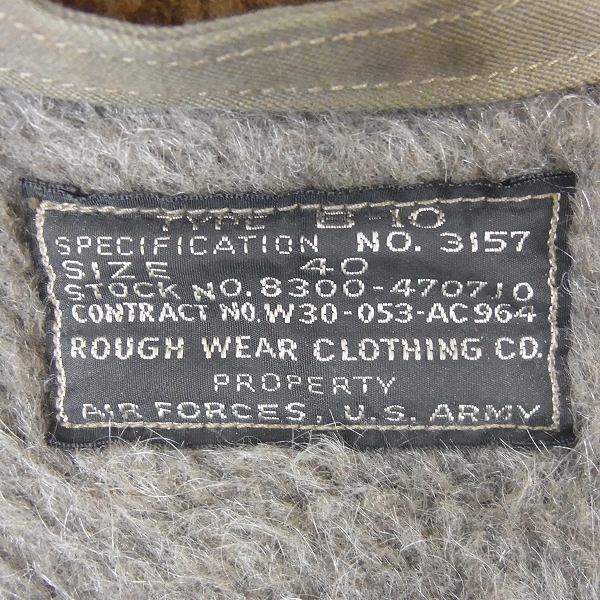 TYPE B-10
SPECIFICATION NO. 3157
SIZE 40
STOCK NO. 8300-470710
CONTRACT NO. W30-053-AC964
ROUGH WEAR CLOTHING CO.
PROPERTY
AIR FORCES, U.S. ARMY